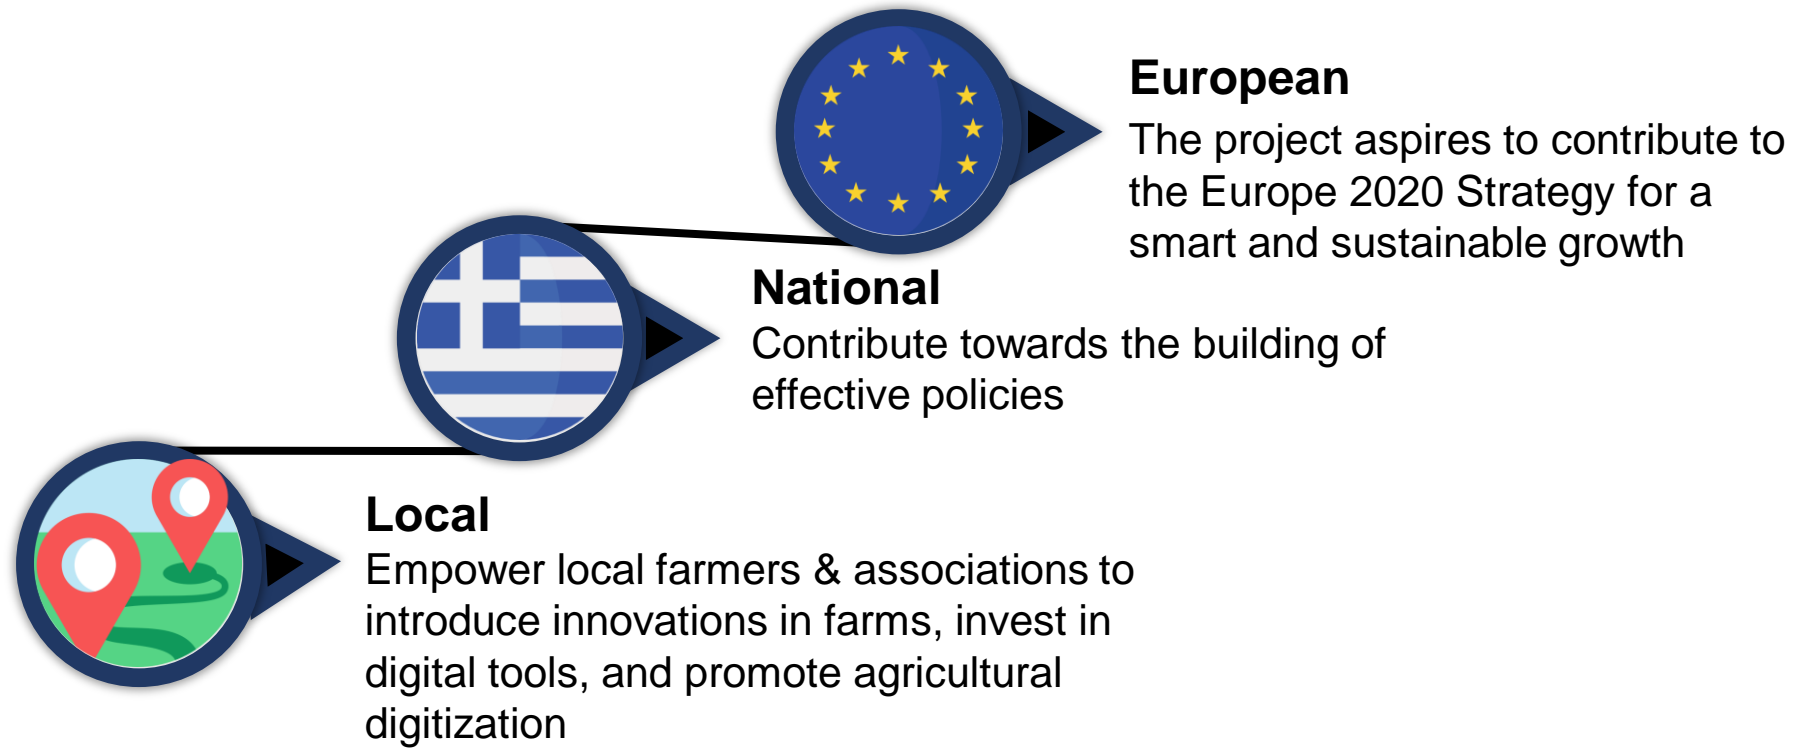 European
The project aspires to contribute to
the Europe 2020 Strategy for a
smart and sustainable growth
National
Contribute towards the building of
effective policies
Local
Empower local farmers & associations to
introduce innovations in farms, invest in
digital tools, and promote agricultural
digitization